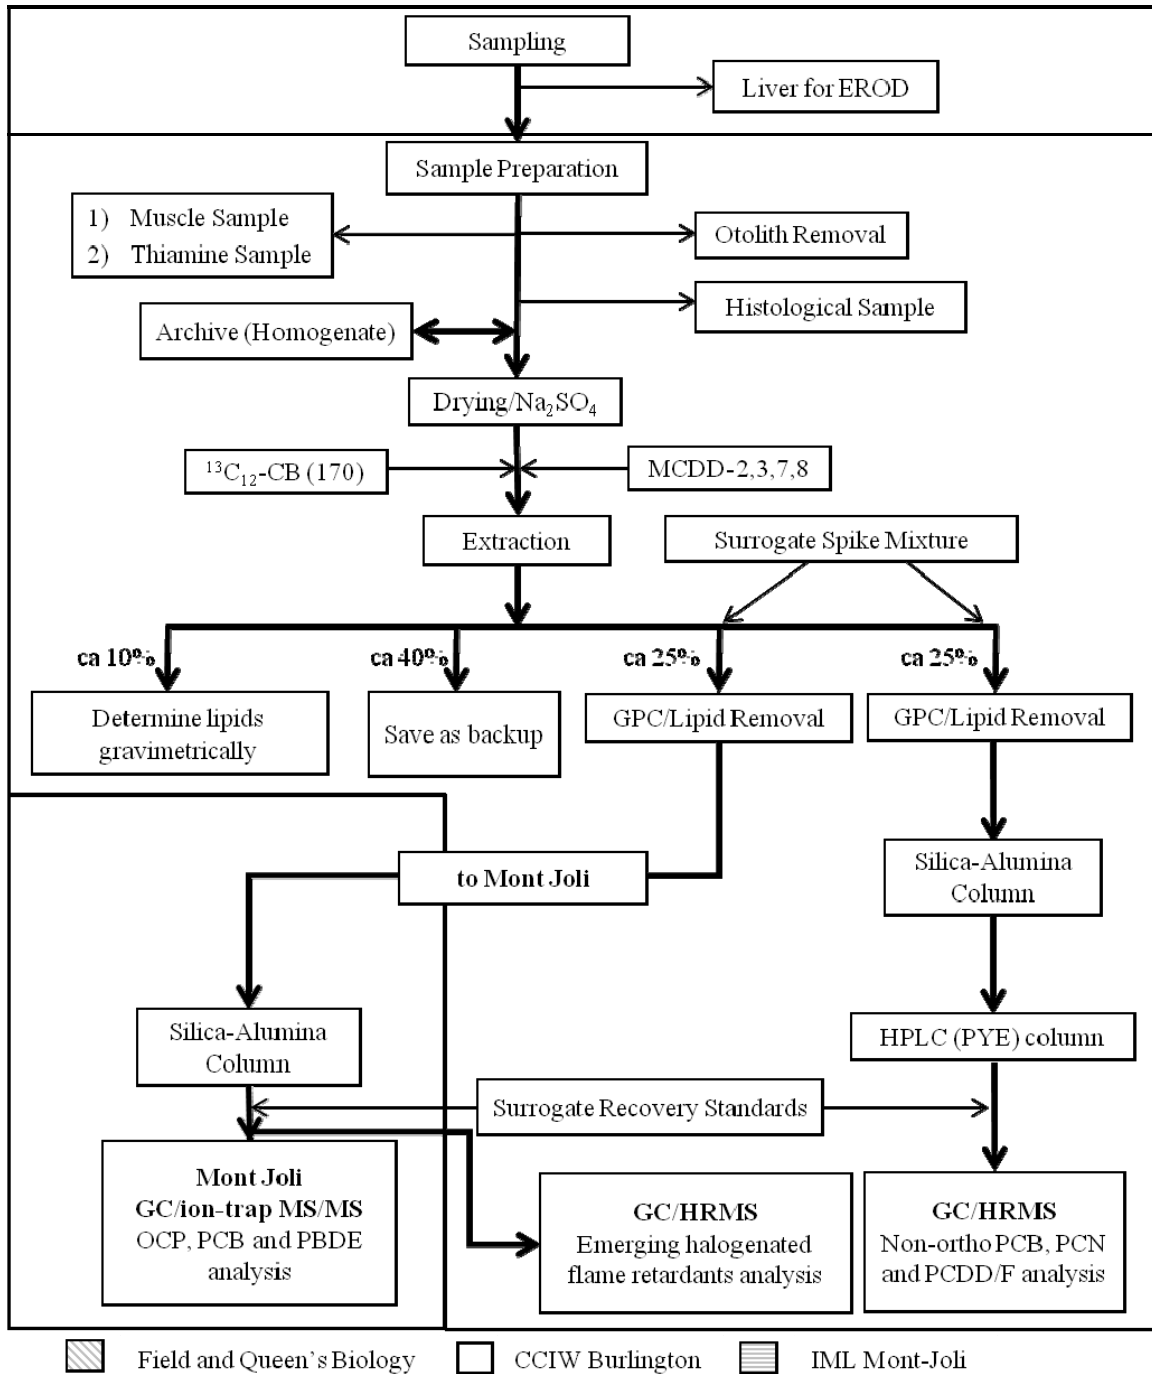 Sampling
Liver for EROD
Sample Preparation
1) Muscle Sample
2) Thiamine Sample
Otolith Removal
Histological Sample
Archive (Homogenate)
Drying/Na₂SO₄
¹³C₁₂-CB (170)
MCDD-2,3,7,8
Extraction
Surrogate Spike Mixture
ca 10%
ca 40%
ca 25%
ca 25%
Determine lipids
gravimetrically
Save as backup
GPC/Lipid Removal
GPC/Lipid Removal
to Mont Joli
Silica-Alumina
Column
Silica-Alumina
Column
HPLC (PYE) column
Surrogate Recovery Standards
Mont Joli
GC/ion-trap MS/MS
OCP, PCB and PBDE
analysis
GC/HRMS
Emerging halogenated
flame retardants analysis
GC/HRMS
Non-ortho PCB, PCN
and PCDD/F analysis
Field and Queen's Biology
CCIW Burlington
IML Mont-Joli